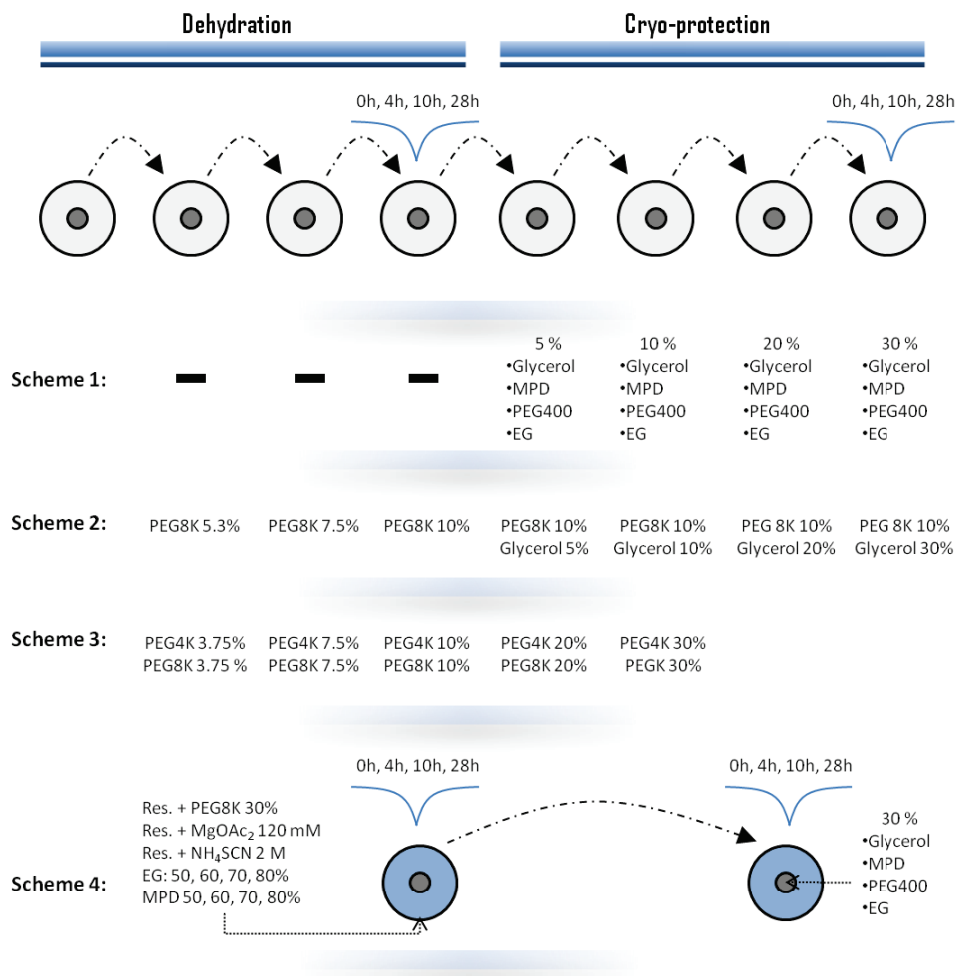 Dehydration
Cryo-protection
0h, 4h, 10h, 28h
0h, 4h, 10h, 28h
Scheme 1:
5 %
•Glycerol
•MPD
•PEG400
•EG
10 %
•Glycerol
•MPD
•PEG400
•EG
20 %
•Glycerol
•MPD
•PEG400
•EG
30 %
•Glycerol
•MPD
•PEG400
•EG
Scheme 2:
PEG8K 5.3%
PEG8K 7.5%
PEG8K 10%
PEG8K 10%
Glycerol 5%
PEG8K 10%
Glycerol 10%
PEG 8K 10%
Glycerol 20%
PEG 8K 10%
Glycerol 30%
Scheme 3:
PEG4K 3.75%
PEG8K 3.75 %
PEG4K 7.5%
PEG8K 7.5%
PEG4K 10%
PEG8K 10%
PEG4K 20%
PEG8K 20%
PEG4K 30%
PEGK 30%
Scheme 4:
Res. + PEG8K 30%
Res. + MgOAc₂ 120 mM
Res. + NH₄SCN 2 M
EG: 50, 60, 70, 80%
MPD 50, 60, 70, 80%
0h, 4h, 10h, 28h
0h, 4h, 10h, 28h
30 %
•Glycerol
•MPD
•PEG400
•EG